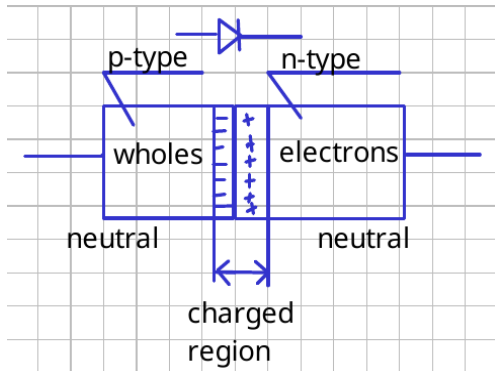 p-type
n-type
wholes
electrons
neutral
neutral
charged
region